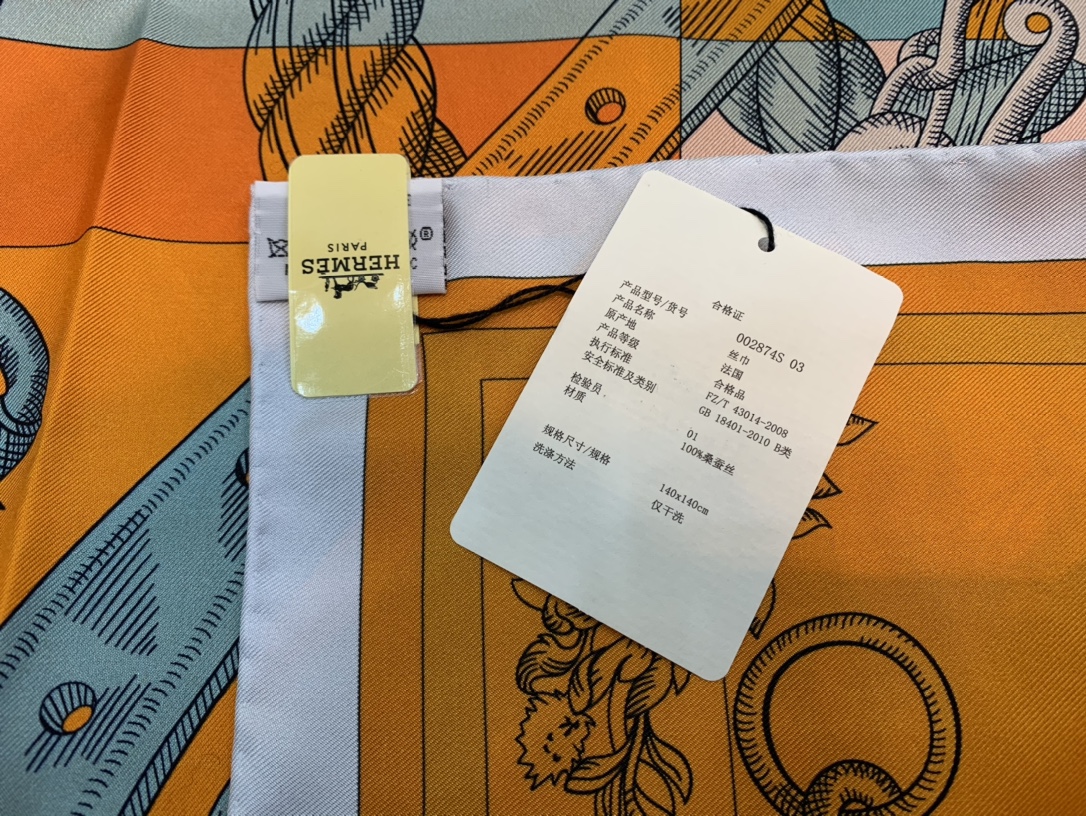 HERMES
PARIS
®
合格证
产品型号/货号 002874S 03
产品名称 丝巾
原产地 法国
产品等级 合格品
执行标准 FZ/T 43014-2008
安全标准及类别 GB 18401-2010 B类
检验员. 01
材质 100%桑蚕丝
规格尺寸/规格 140x140cm
洗涤方法 仅干洗